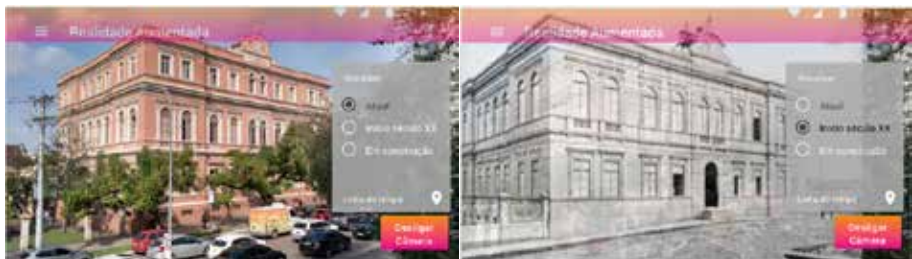 Realidade Aumentada
Atual
Início século XX
Em construção
Linha do tempo
Desligar
Câmera
Realidade Aumentada
Atual
Início século XX
Em construção
Linha do tempo
Desligar
Câmera